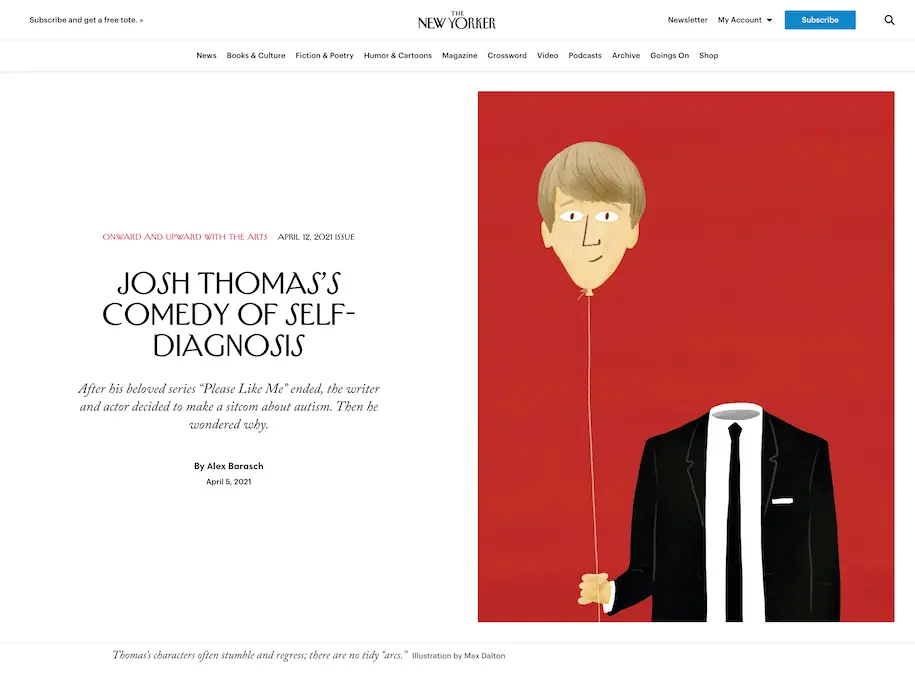 Subscribe and get a free tote. »
THE
NEW YORKER
Newsletter My Account Subscribe
News Books & Culture Fiction & Poetry Humor & Cartoons Magazine Crossword Video Podcasts Archive Goings On Shop
ONWARD AND UPWARD WITH THE ARTS APRIL 12, 2021 ISSUE
JOSH THOMAS’S
COMEDY OF SELF-
DIAGNOSIS
After his beloved series “Please Like Me” ended, the writer
and actor decided to make a sitcom about autism. Then he
wondered why.
By Alex Barasch
April 5, 2021
Thomas’s characters often stumble and regress; there are no tidy “arcs.” Illustration by Max Dalton